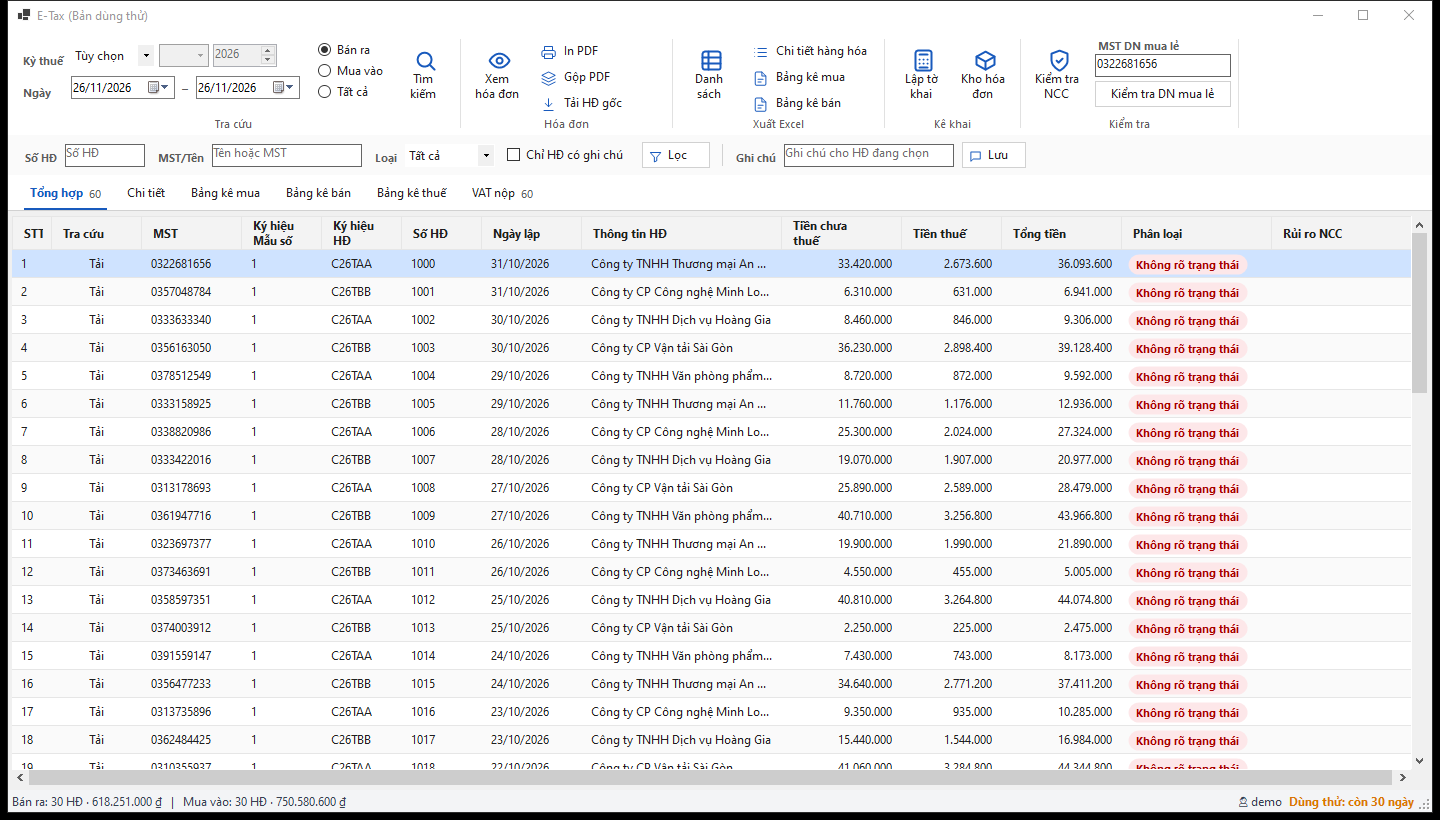 E-Tax (Bản dùng thử)
Kỳ thuế Tùy chọn 2026
Ngày 26/11/2026 – 26/11/2026
Bán ra
Mua vào
Tất cả
Tìm kiếm
Tra cứu
Xem hóa đơn
In PDF
Gộp PDF
Tải HĐ gốc
Hóa đơn
Danh sách
Chi tiết hàng hóa
Bảng kê mua
Bảng kê bán
Xuất Excel
Lập tờ khai
Kho hóa đơn
Kê khai
Kiểm tra NCC
MST DN mua lẻ
0322681656
Kiểm tra DN mua lẻ
Kiểm tra
Số HĐ Số HĐ MST/Tên Tên hoặc MST Loại Tất cả Chỉ HĐ có ghi chú Lọc Ghi chú Ghi chú cho HĐ đang chọn Lưu
Tổng hợp 60 Chi tiết Bảng kê mua Bảng kê bán Bảng kê thuế VAT nộp 60
STT Tra cứu MST Ký hiệu Mẫu số Ký hiệu HĐ Số HĐ Ngày lập Thông tin HĐ Tiền chưa thuế Tiền thuế Tổng tiền Phân loại Rủi ro NCC
1 Tải 0322681656 1 C26TAA 1000 31/10/2026 Công ty TNHH Thương mại An ... 33.420.000 2.673.600 36.093.600 Không rõ trạng thái
2 Tải 0357048784 1 C26TBB 1001 31/10/2026 Công ty CP Công nghệ Minh Lo... 6.310.000 631.000 6.941.000 Không rõ trạng thái
3 Tải 0333633340 1 C26TAA 1002 30/10/2026 Công ty TNHH Dịch vụ Hoàng Gia 8.460.000 846.000 9.306.000 Không rõ trạng thái
4 Tải 0356163050 1 C26TBB 1003 30/10/2026 Công ty CP Vận tải Sài Gòn 36.230.000 2.898.400 39.128.400 Không rõ trạng thái
5 Tải 0378512549 1 C26TAA 1004 29/10/2026 Công ty TNHH Văn phòng phẩm... 8.720.000 872.000 9.592.000 Không rõ trạng thái
6 Tải 0333158925 1 C26TBB 1005 29/10/2026 Công ty TNHH Thương mại An ... 11.760.000 1.176.000 12.936.000 Không rõ trạng thái
7 Tải 0338820986 1 C26TAA 1006 28/10/2026 Công ty CP Công nghệ Minh Lo... 25.300.000 2.024.000 27.324.000 Không rõ trạng thái
8 Tải 0333422016 1 C26TBB 1007 28/10/2026 Công ty TNHH Dịch vụ Hoàng Gia 19.070.000 1.907.000 20.977.000 Không rõ trạng thái
9 Tải 0313178693 1 C26TAA 1008 27/10/2026 Công ty CP Vận tải Sài Gòn 25.890.000 2.589.000 28.479.000 Không rõ trạng thái
10 Tải 0361947716 1 C26TBB 1009 27/10/2026 Công ty TNHH Văn phòng phẩm... 40.710.000 3.256.800 43.966.800 Không rõ trạng thái
11 Tải 0323697377 1 C26TAA 1010 26/10/2026 Công ty TNHH Thương mại An ... 19.900.000 1.990.000 21.890.000 Không rõ trạng thái
12 Tải 0373463691 1 C26TBB 1011 26/10/2026 Công ty CP Công nghệ Minh Lo... 4.550.000 455.000 5.005.000 Không rõ trạng thái
13 Tải 0358597351 1 C26TAA 1012 25/10/2026 Công ty TNHH Dịch vụ Hoàng Gia 40.810.000 3.264.800 44.074.800 Không rõ trạng thái
14 Tải 0374003912 1 C26TBB 1013 25/10/2026 Công ty CP Vận tải Sài Gòn 2.250.000 225.000 2.475.000 Không rõ trạng thái
15 Tải 0391559147 1 C26TAA 1014 24/10/2026 Công ty TNHH Văn phòng phẩm... 7.430.000 743.000 8.173.000 Không rõ trạng thái
16 Tải 0356477233 1 C26TBB 1015 24/10/2026 Công ty TNHH Thương mại An ... 34.640.000 2.771.200 37.411.200 Không rõ trạng thái
17 Tải 0313735896 1 C26TAA 1016 23/10/2026 Công ty CP Công nghệ Minh Lo... 9.350.000 935.000 10.285.000 Không rõ trạng thái
18 Tải 0362484425 1 C26TBB 1017 23/10/2026 Công ty TNHH Dịch vụ Hoàng Gia 15.440.000 1.544.000 16.984.000 Không rõ trạng thái
19 Tải 0310355937 1 C26TAA 1018 22/10/2026 Công ty CP Vận tải Sài Gòn 41.060.000 3.284.800 44.344.800 Không rõ trạng thái
Bán ra: 30 HĐ · 618.251.000 ₫ | Mua vào: 30 HĐ · 750.580.600 ₫ demo Dùng thử: còn 30 ngày